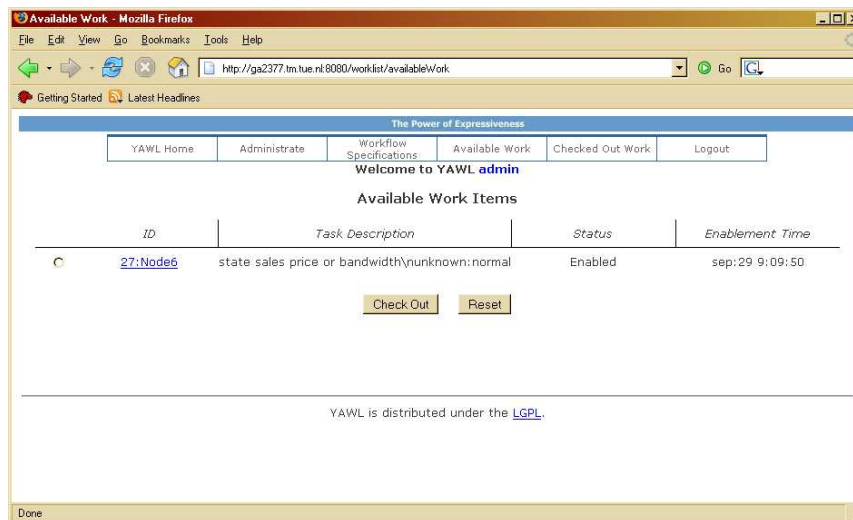 Available Work - Mozilla Firefox
File Edit View Go Bookmarks Tools Help
http://ga2377.tm.tue.nl:8080/worklist/availableWork Go G
Getting Started Latest Headlines
The Power of Expressiveness
YAWL Home Administrate Workflow Specifications Available Work Checked Out Work Logout
Welcome to YAWL admin
Available Work Items
ID Task Description Status Enablement Time
27:Node6 state sales price or bandwidth\nunknown:normal Enabled sep:29 9:09:50
Check Out Reset
YAWL is distributed under the LGPL.
Done